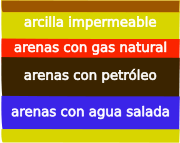 arcilla impermeable
arenas con gas natural
arenas con petróleo
arenas con agua salada